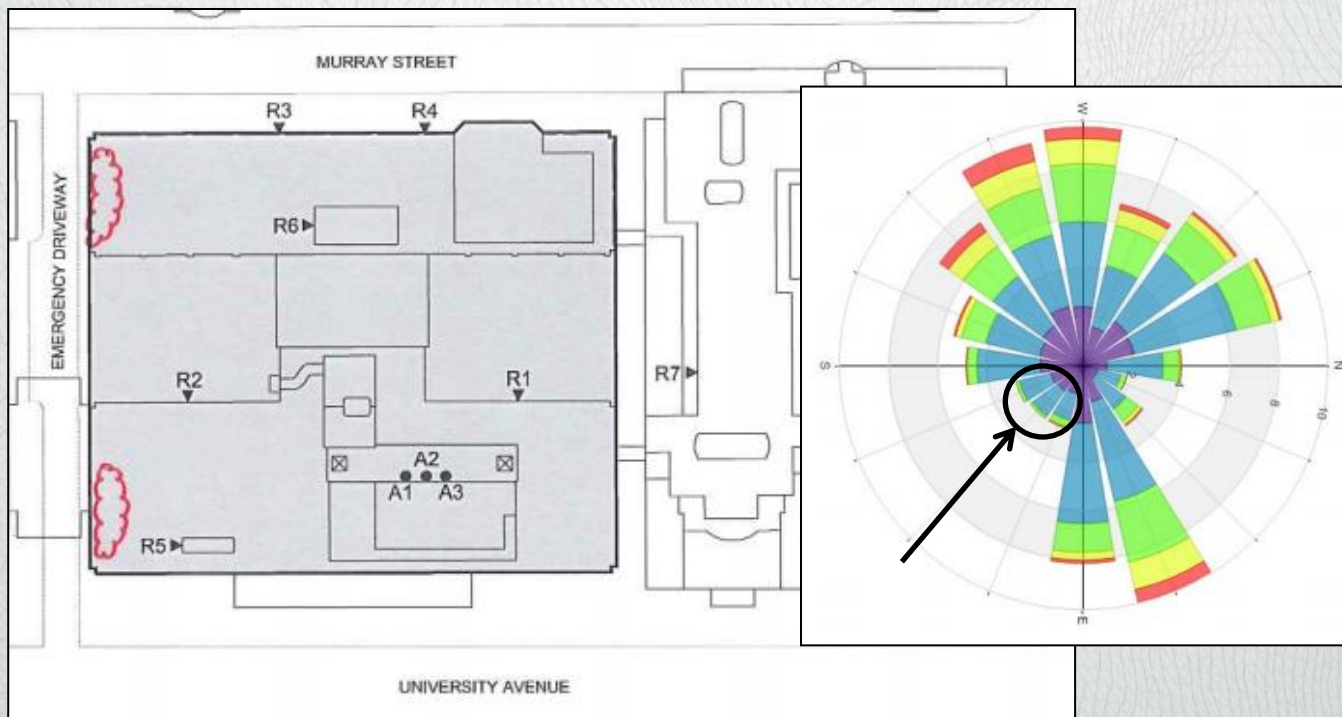 MURRAY STREET
R3
R4
EMERGENCY DRIVEWAY
R6
R2
R1
R7
A2
A1
A3
R5
UNIVERSITY AVENUE
W
S
N
E
2
4
6
8
10